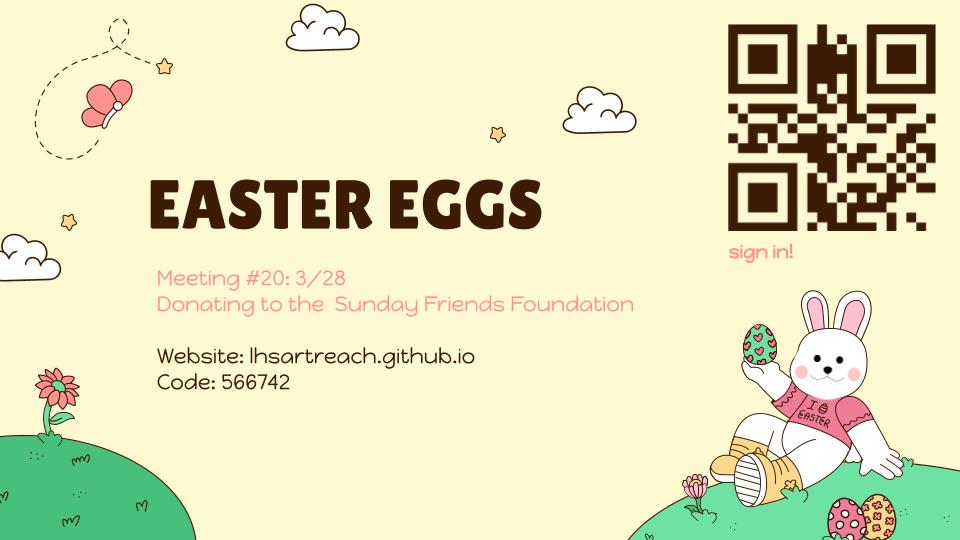 EASTER EGGS
sign in!
Meeting #20: 3/28
Donating to the Sunday Friends Foundation
Website: lhsartreach.github.io
Code: 566742
I
EASTER